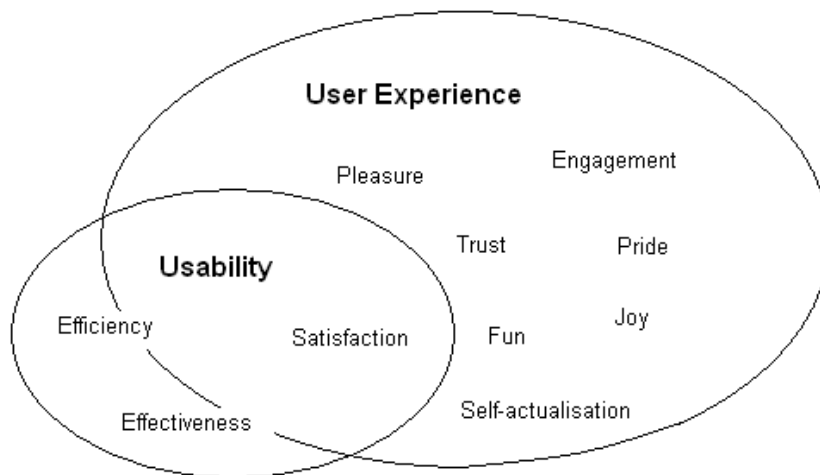 User Experience
Engagement
Pleasure
Trust
Pride
Usability
Joy
Efficiency
Satisfaction
Fun
Self-actualisation
Effectiveness